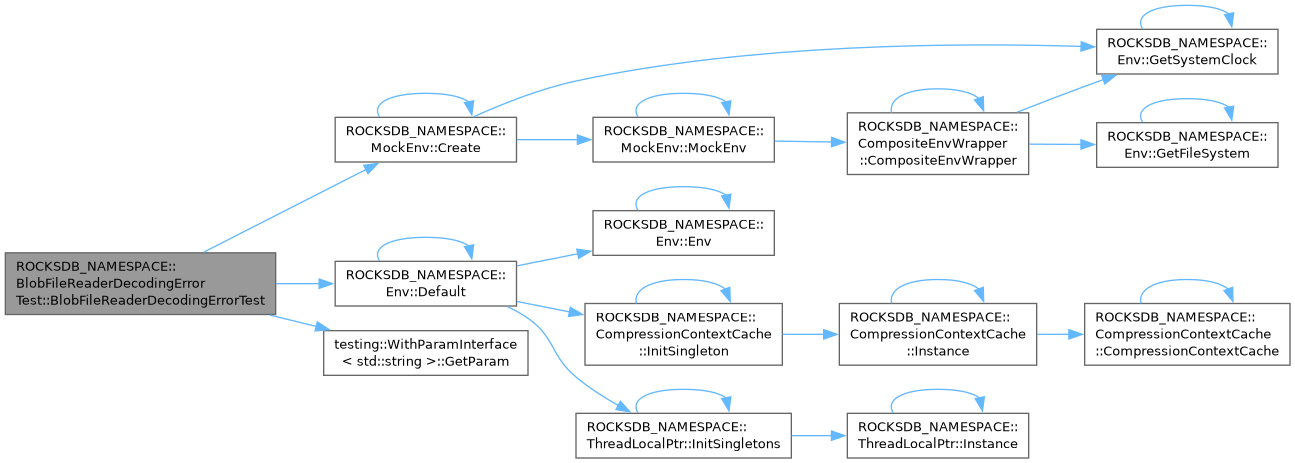 ROCKSDB_NAMESPACE::
BlobFileReaderDecodingError
Test::BlobFileReaderDecodingErrorTest
ROCKSDB_NAMESPACE::
MockEnv::Create
ROCKSDB_NAMESPACE::
Env::Default
testing::WithParamInterface
< std::string >::GetParam
ROCKSDB_NAMESPACE::
MockEnv::MockEnv
ROCKSDB_NAMESPACE::
Env::Env
ROCKSDB_NAMESPACE::
CompressionContextCache
::InitSingleton
ROCKSDB_NAMESPACE::
ThreadLocalPtr::InitSingletons
ROCKSDB_NAMESPACE::
CompositeEnvWrapper
::CompositeEnvWrapper
ROCKSDB_NAMESPACE::
CompressionContextCache
::Instance
ROCKSDB_NAMESPACE::
ThreadLocalPtr::Instance
ROCKSDB_NAMESPACE::
Env::GetSystemClock
ROCKSDB_NAMESPACE::
Env::GetFileSystem
ROCKSDB_NAMESPACE::
CompressionContextCache
::CompressionContextCache